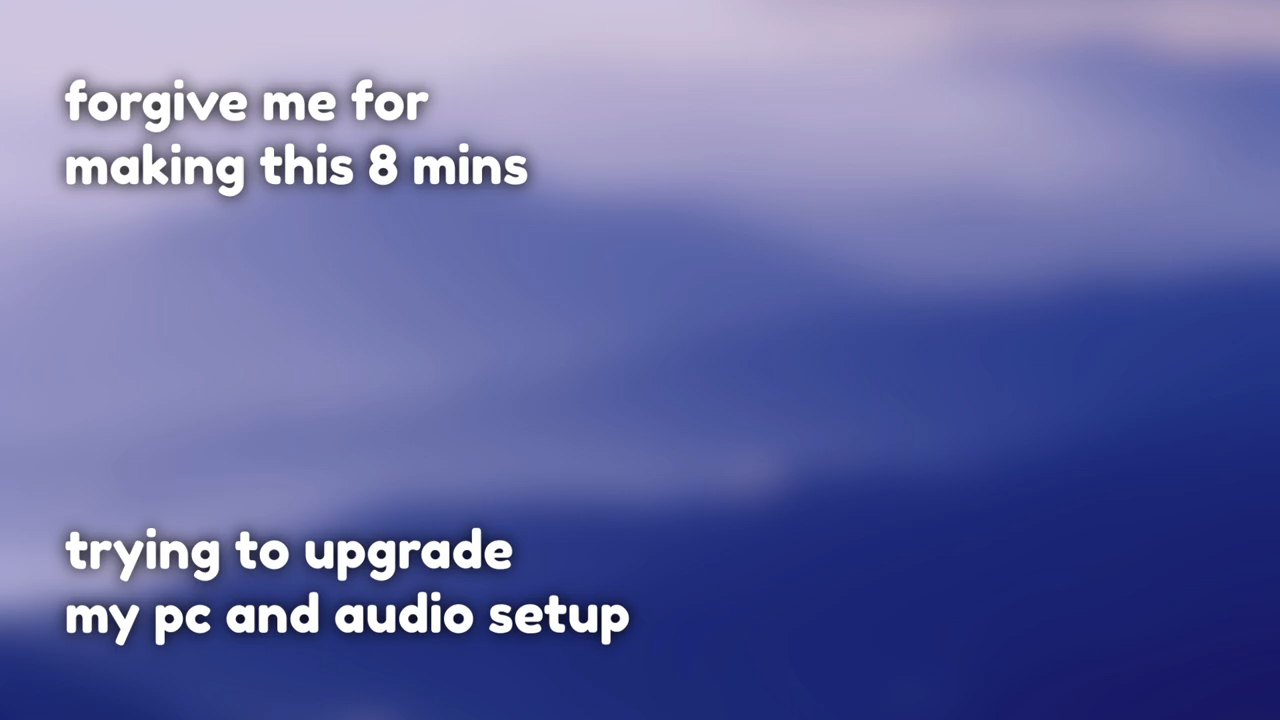 forgive me for
making this 8 mins
trying to upgrade
my pc and audio setup